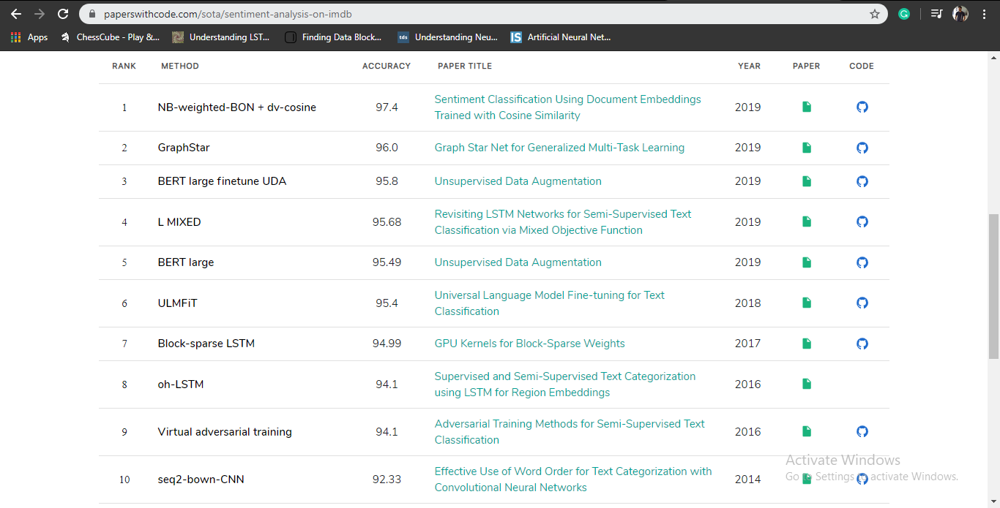 paperswithcode.com/sota/sentiment-analysis-on-imdb
Apps ChessCube - Play &... Understanding LST... Finding Data Block... tds Understanding Neu... IS Artificial Neural Net...
RANK METHOD ACCURACY PAPER TITLE YEAR PAPER CODE
1 NB-weighted-BON + dv-cosine 97.4 Sentiment Classification Using Document Embeddings 2019
Trained with Cosine Similarity
2 GraphStar 96.0 Graph Star Net for Generalized Multi-Task Learning 2019
3 BERT large finetune UDA 95.8 Unsupervised Data Augmentation 2019
4 L MIXED 95.68 Revisiting LSTM Networks for Semi-Supervised Text 2019
Classification via Mixed Objective Function
5 BERT large 95.49 Unsupervised Data Augmentation 2019
6 ULMFiT 95.4 Universal Language Model Fine-tuning for Text 2018
Classification
7 Block-sparse LSTM 94.99 GPU Kernels for Block-Sparse Weights 2017
8 oh-LSTM 94.1 Supervised and Semi-Supervised Text Categorization 2016
using LSTM for Region Embeddings
9 Virtual adversarial training 94.1 Adversarial Training Methods for Semi-Supervised Text 2016
Classification
10 seq2-bown-CNN 92.33 Effective Use of Word Order for Text Categorization with 2014
Convolutional Neural Networks
Activate Windows
Go to Settings to activate Windows.